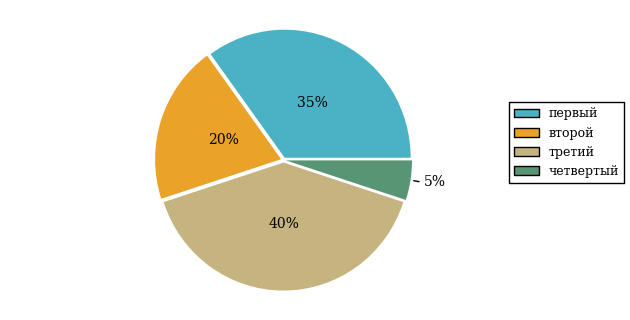 35%
20%
5%
40%
первый
второй
третий
четвертый